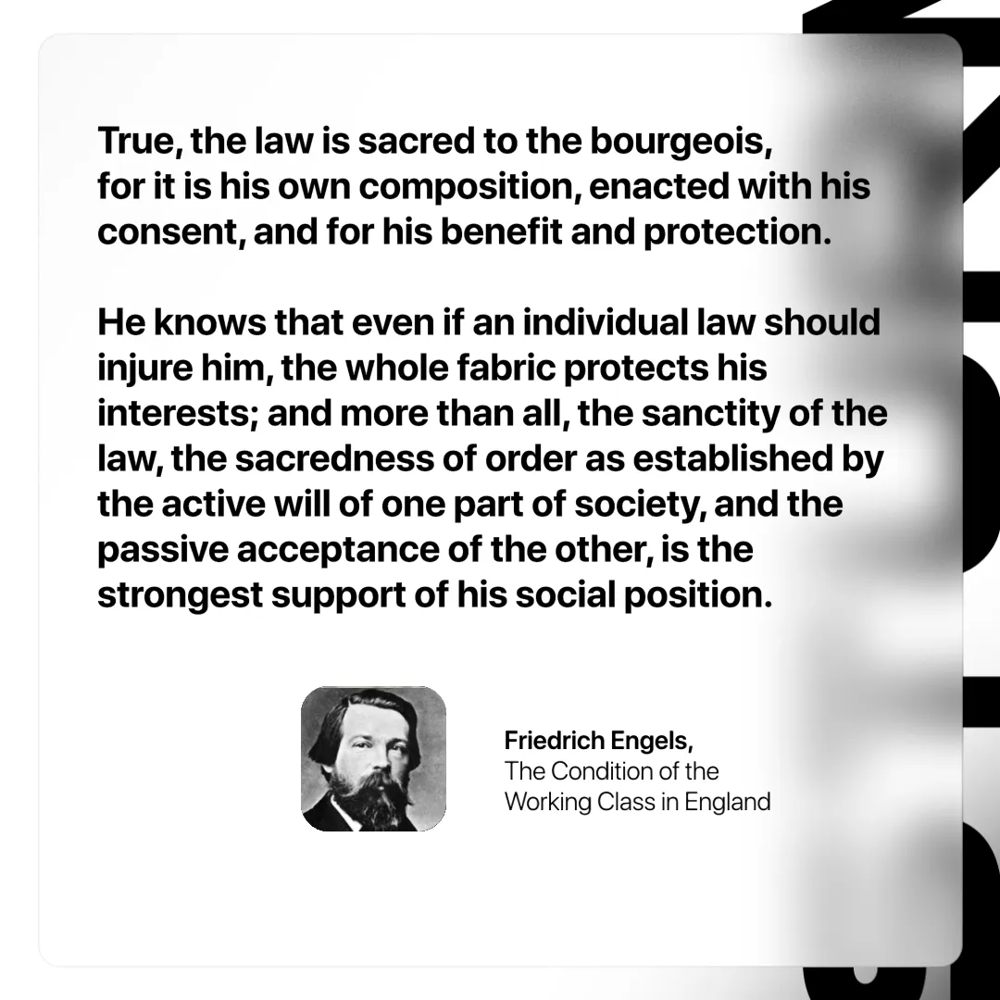 True, the law is sacred to the bourgeois,
for it is his own composition, enacted with his
consent, and for his benefit and protection.
He knows that even if an individual law should
injure him, the whole fabric protects his
interests; and more than all, the sanctity of the
law, the sacredness of order as established by
the active will of one part of society, and the
passive acceptance of the other, is the
strongest support of his social position.
Friedrich Engels,
The Condition of the
Working Class in England